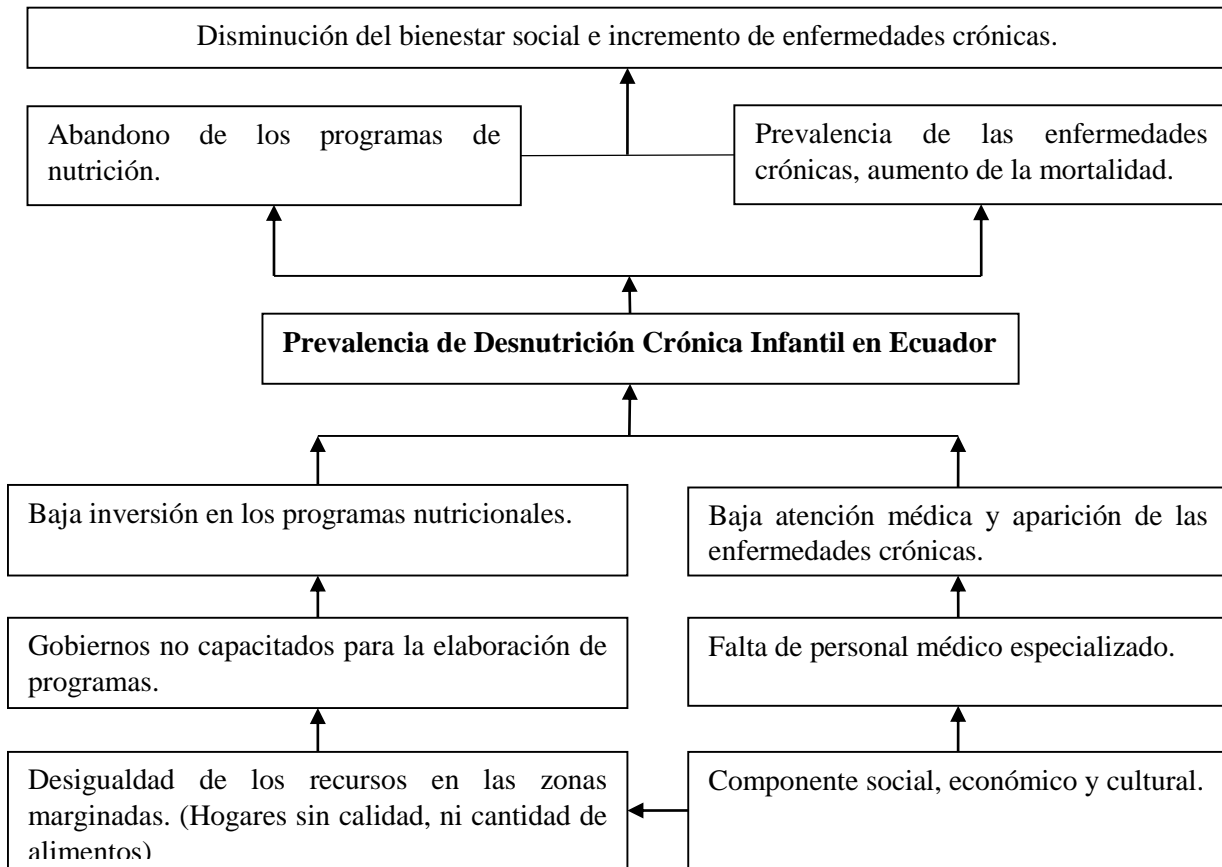 Disminución del bienestar social e incremento de enfermedades crónicas.
Abandono de los programas de
nutrición.
Prevalencia de las enfermedades
crónicas, aumento de la mortalidad.
Prevalencia de Desnutrición Crónica Infantil en Ecuador
Baja inversión en los programas nutricionales.
Baja atención médica y aparición de las
enfermedades crónicas.
Gobiernos no capacitados para la elaboración de
programas.
Falta de personal médico especializado.
Desigualdad de los recursos en las zonas
marginadas. (Hogares sin calidad, ni cantidad de
alimentos)
Componente social, económico y cultural.